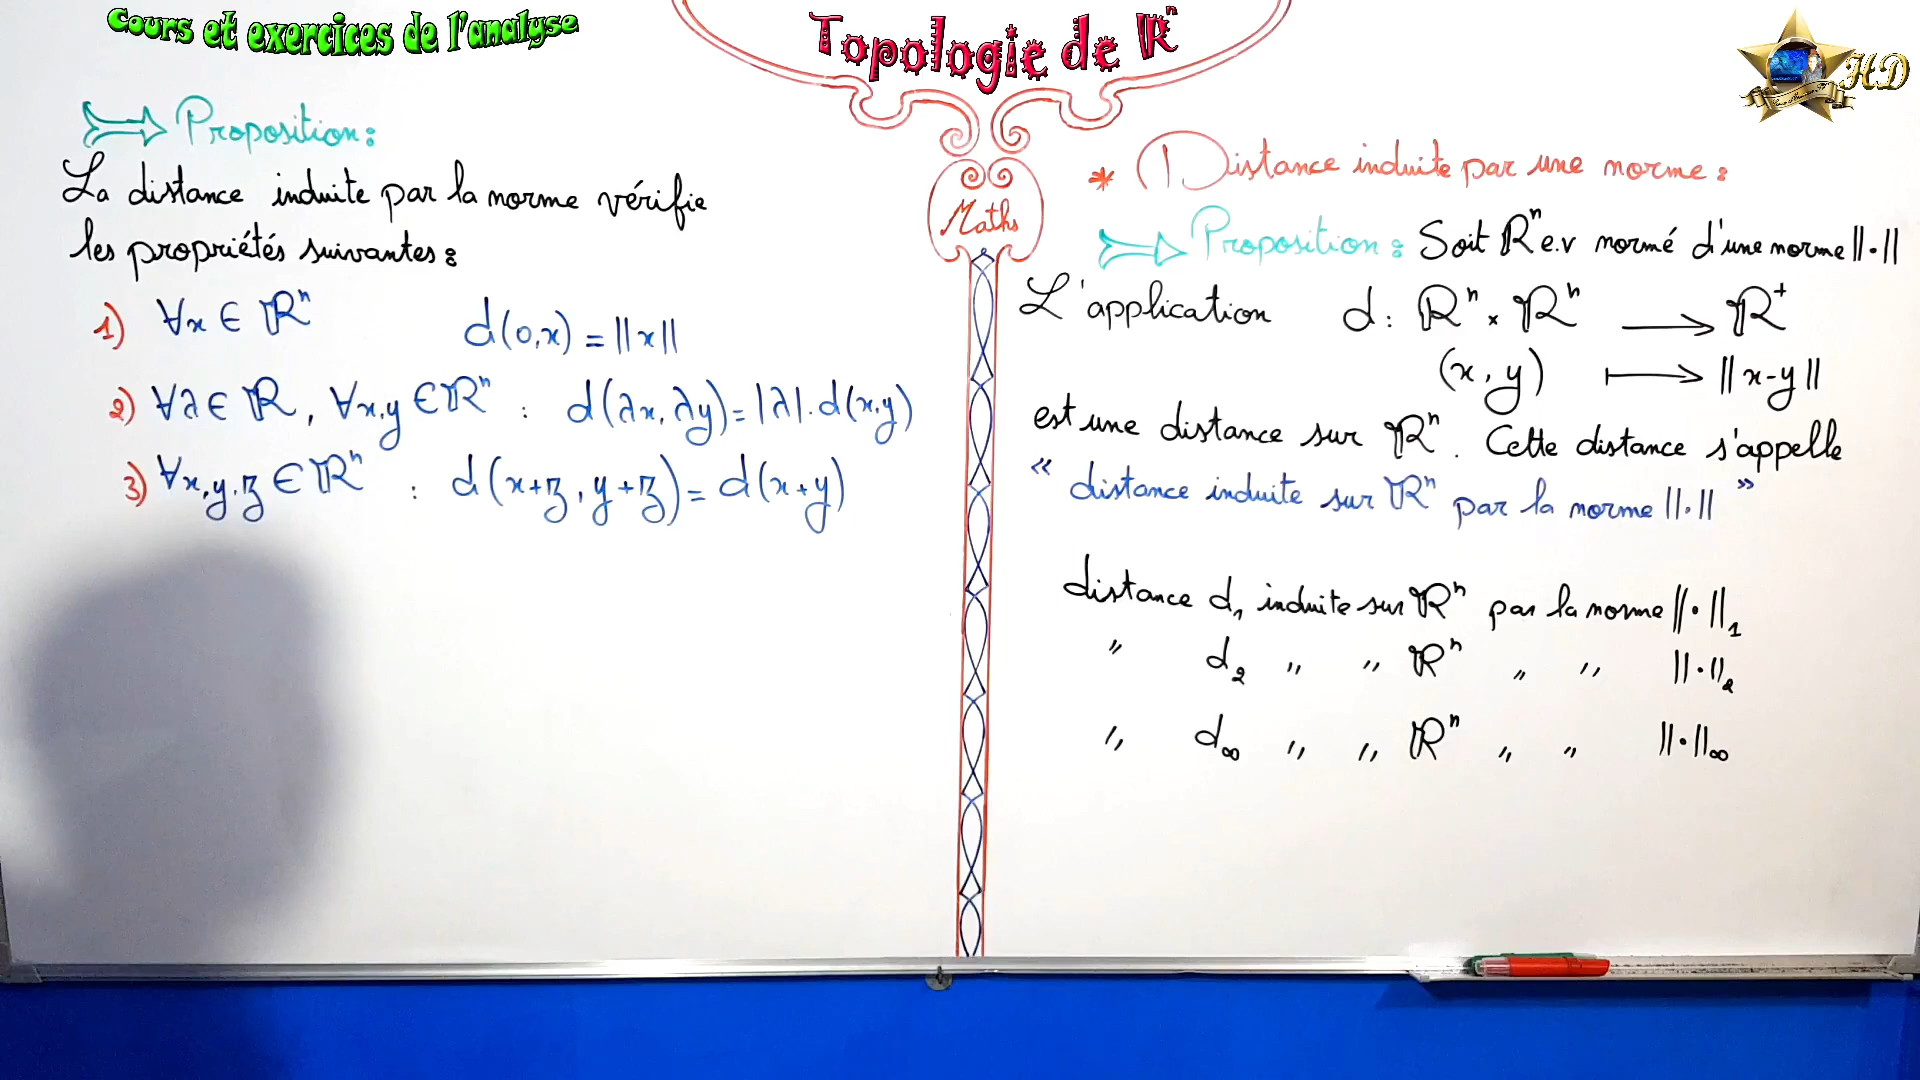 Cours et exercices de l'analyse
Topologie de ℝⁿ
HD
Proposition :
La distance induite par la norme vérifie
les propriétés suivantes :
1) ∀x ∈ ℝⁿ d(0,x) = ||x||
2) ∀λ ∈ ℝ, ∀x,y ∈ ℝⁿ : d(λx, λy) = |λ|.d(x,y)
3) ∀x,y,z ∈ ℝⁿ : d(x+z, y+z) = d(x+y)
Maths
* Distance induite par une norme :
Proposition : Soit ℝⁿ e.v normé d'une norme ||·||
L'application d : ℝⁿ × ℝⁿ ⟶ ℝ⁺
(x, y) ⟼ ||x-y||
est une distance sur ℝⁿ. Cette distance s'appelle
« distance induite sur ℝⁿ par la norme ||·|| »
distance d₁ induite sur ℝⁿ par la norme ||·||₁
" d₂ " " ℝⁿ " " ||·||₂
" d∞ " " ℝⁿ " " ||·||∞